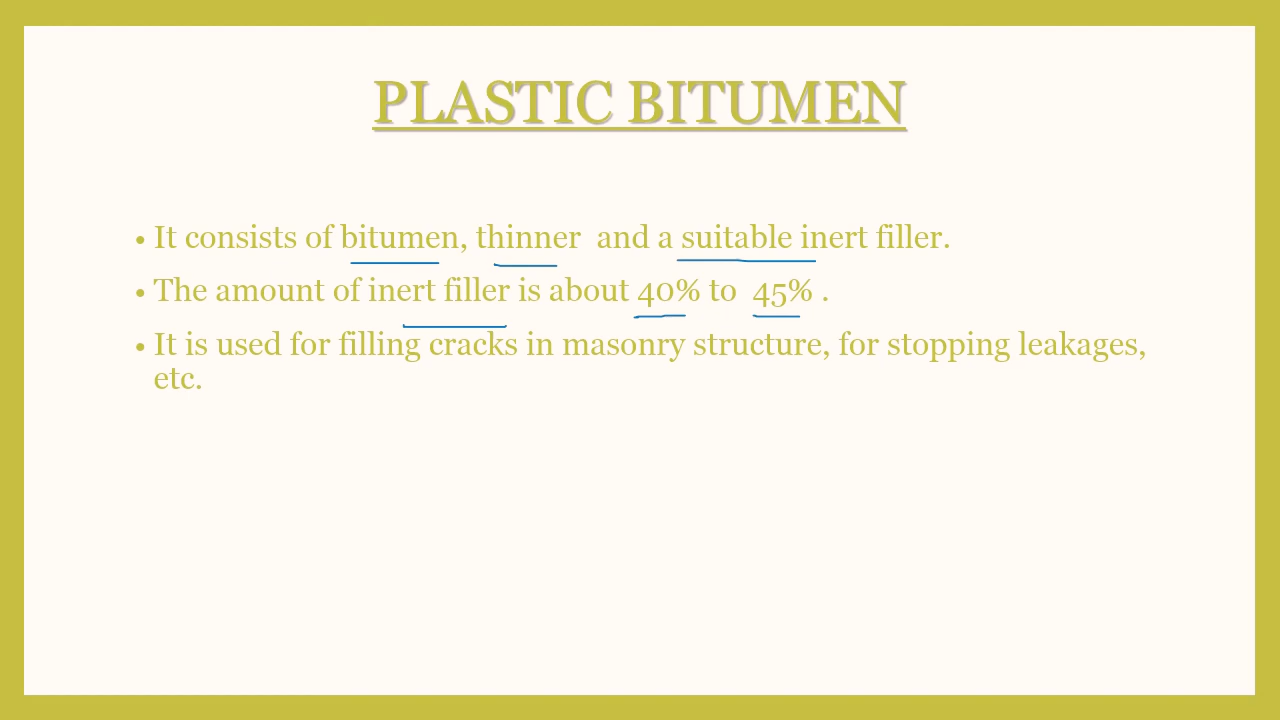 PLASTIC BITUMEN
• It consists of bitumen, thinner  and a suitable inert filler.
• The amount of inert filler is about 40% to  45% .
• It is used for filling cracks in masonry structure, for stopping leakages,
etc.